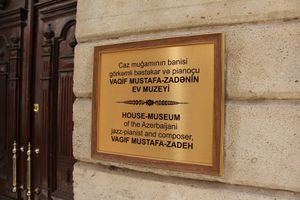 Caz muğamının banisi
görkəmli bəstəkar və pianoçu
VAQİF MUSTAFA-ZADƏNİN
EV MUZEYİ
HOUSE-MUSEUM
of the Azerbaijani
jazz-pianist and composer,
VAGIF MUSTAFA-ZADEH